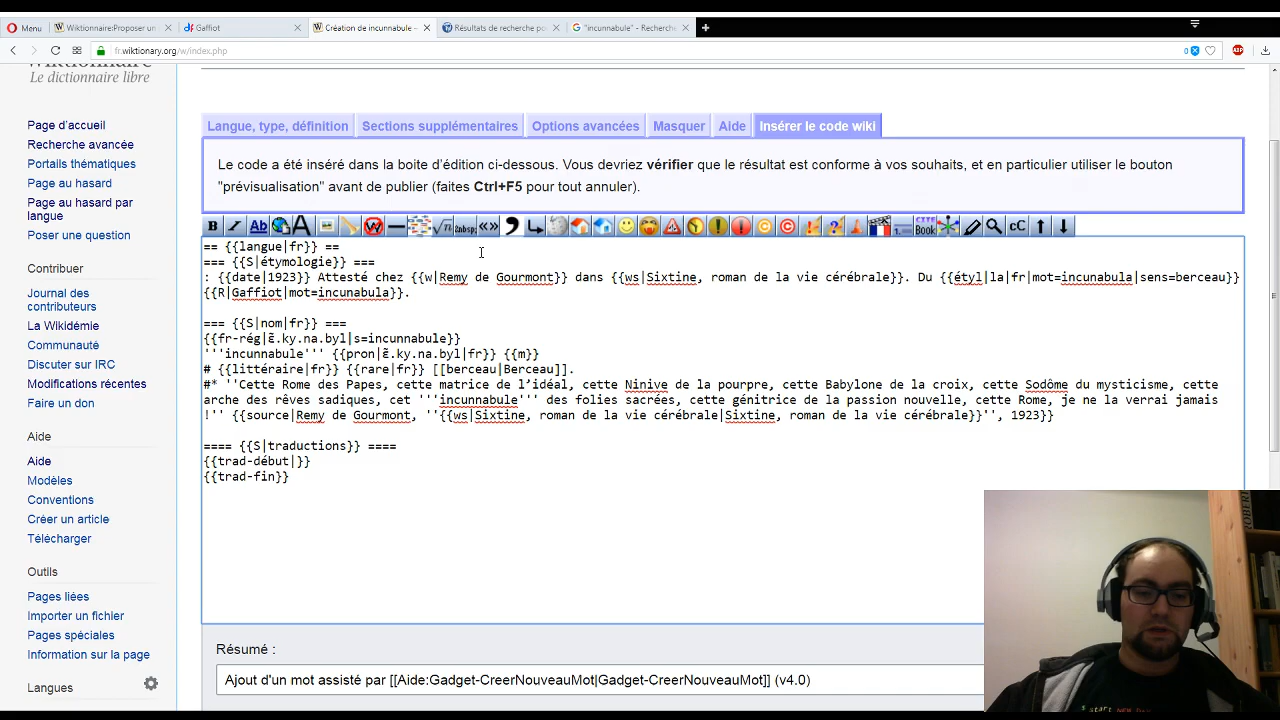 Menu
Wiktionnaire:Proposer un
Gaffiot
Création de incunnabule –
Résultats de recherche po
"incunnabule" - Recherche
fr.wiktionary.org/w/index.php
0
ABP
Wiktionnaire
Le dictionnaire libre
Page d'accueil
Recherche avancée
Portails thématiques
Page au hasard
Page au hasard par
langue
Poser une question
Contribuer
Journal des
contributeurs
La Wikidémie
Discuter sur IRC
Modifications récentes
Faire un don
Aide
Aide
Modèles
Conventions
Créer un article
Télécharger
Outils
Pages liées
Importer un fichier
Pages spéciales
Information sur la page
Langues
Langue, type, définition
Sections supplémentaires
Options avancées
Masquer
Aide
Insérer le code wiki
Le code a été inséré dans la boite d'édition ci-dessous. Vous devriez vérifier que le résultat est conforme à vos souhaits, et en particulier utiliser le bouton
"prévisualisation" avant de publier (faites Ctrl+F5 pour tout annuler).
== {{langue|fr}} ==
=== {{S|étymologie}} ===
: {{date|1923}} Attesté chez {{w|Remy de Gourmont}} dans {{ws|Sixtine, roman de la vie cérébrale}}. Du {{étyl|la|fr|mot=incunabula|sens=berceau}}
{{R|Gaffiot|mot=incunabula}}.
=== {{S|nom|fr}} ===
{{fr-rég|ɛ̃.ky.na.byl|s=incunnabule}}
'''incunnabule''' {{pron|ɛ̃.ky.na.byl|fr}} {{m}}
# {{littéraire|fr}} {{rare|fr}} [[berceau|Berceau]].
#* ''Cette Rome des Papes, cette matrice de l’idéal, cette Ninive de la pourpre, cette Babylone de la croix, cette Sodôme du mysticisme, cette
arche des rêves sadiques, cet '''incunnabule''' des folies sacrées, cette génitrice de la passion nouvelle, cette Rome, je ne la verrai jamais
!'' {{source|Remy de Gourmont, ''{{ws|Sixtine, roman de la vie cérébrale|Sixtine, roman de la vie cérébrale}}'', 1923}}
==== {{S|traductions}} ====
{{trad-début|}}
{{trad-fin}}
Résumé :
Ajout d'un mot assisté par [[Aide:Gadget-CreerNouveauMot|Gadget-CreerNouveauMot]] (v4.0)